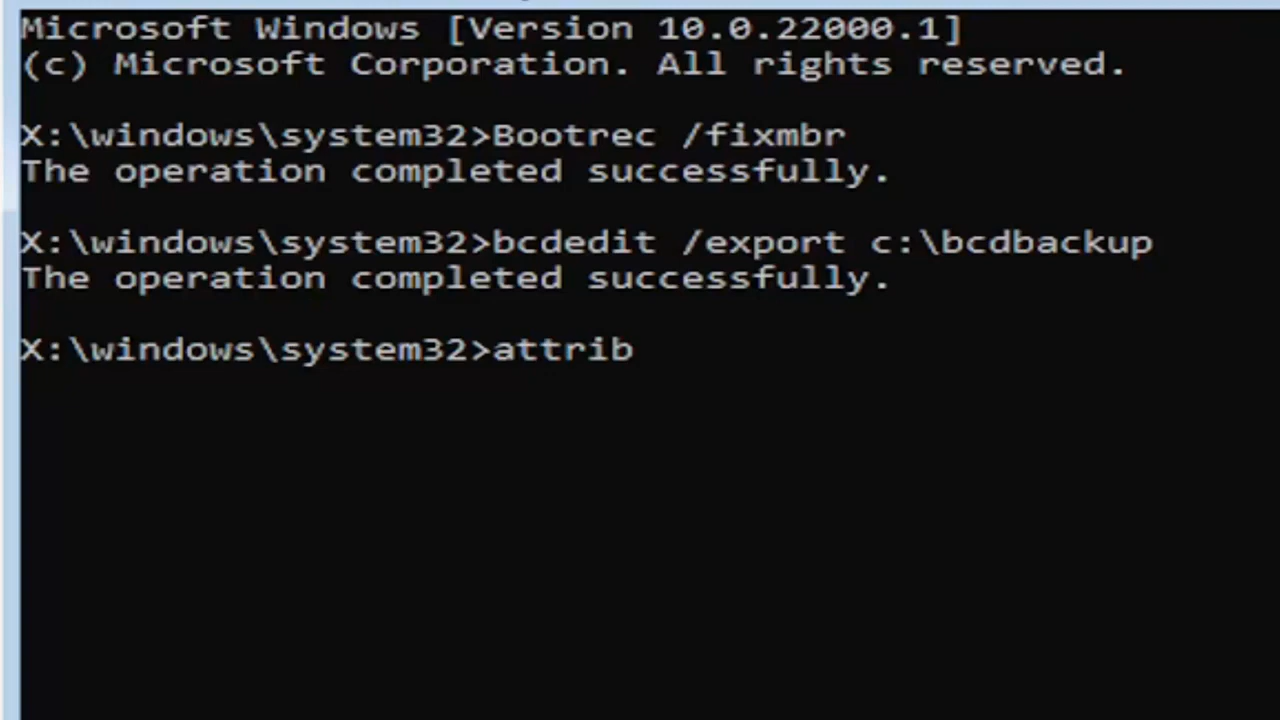 Microsoft Windows [Version 10.0.22000.1]
(c) Microsoft Corporation. All rights reserved.
X:\windows\system32>Bootrec /fixmbr
The operation completed successfully.
X:\windows\system32>bcdedit /export c:\bcdbackup
The operation completed successfully.
X:\windows\system32>attrib